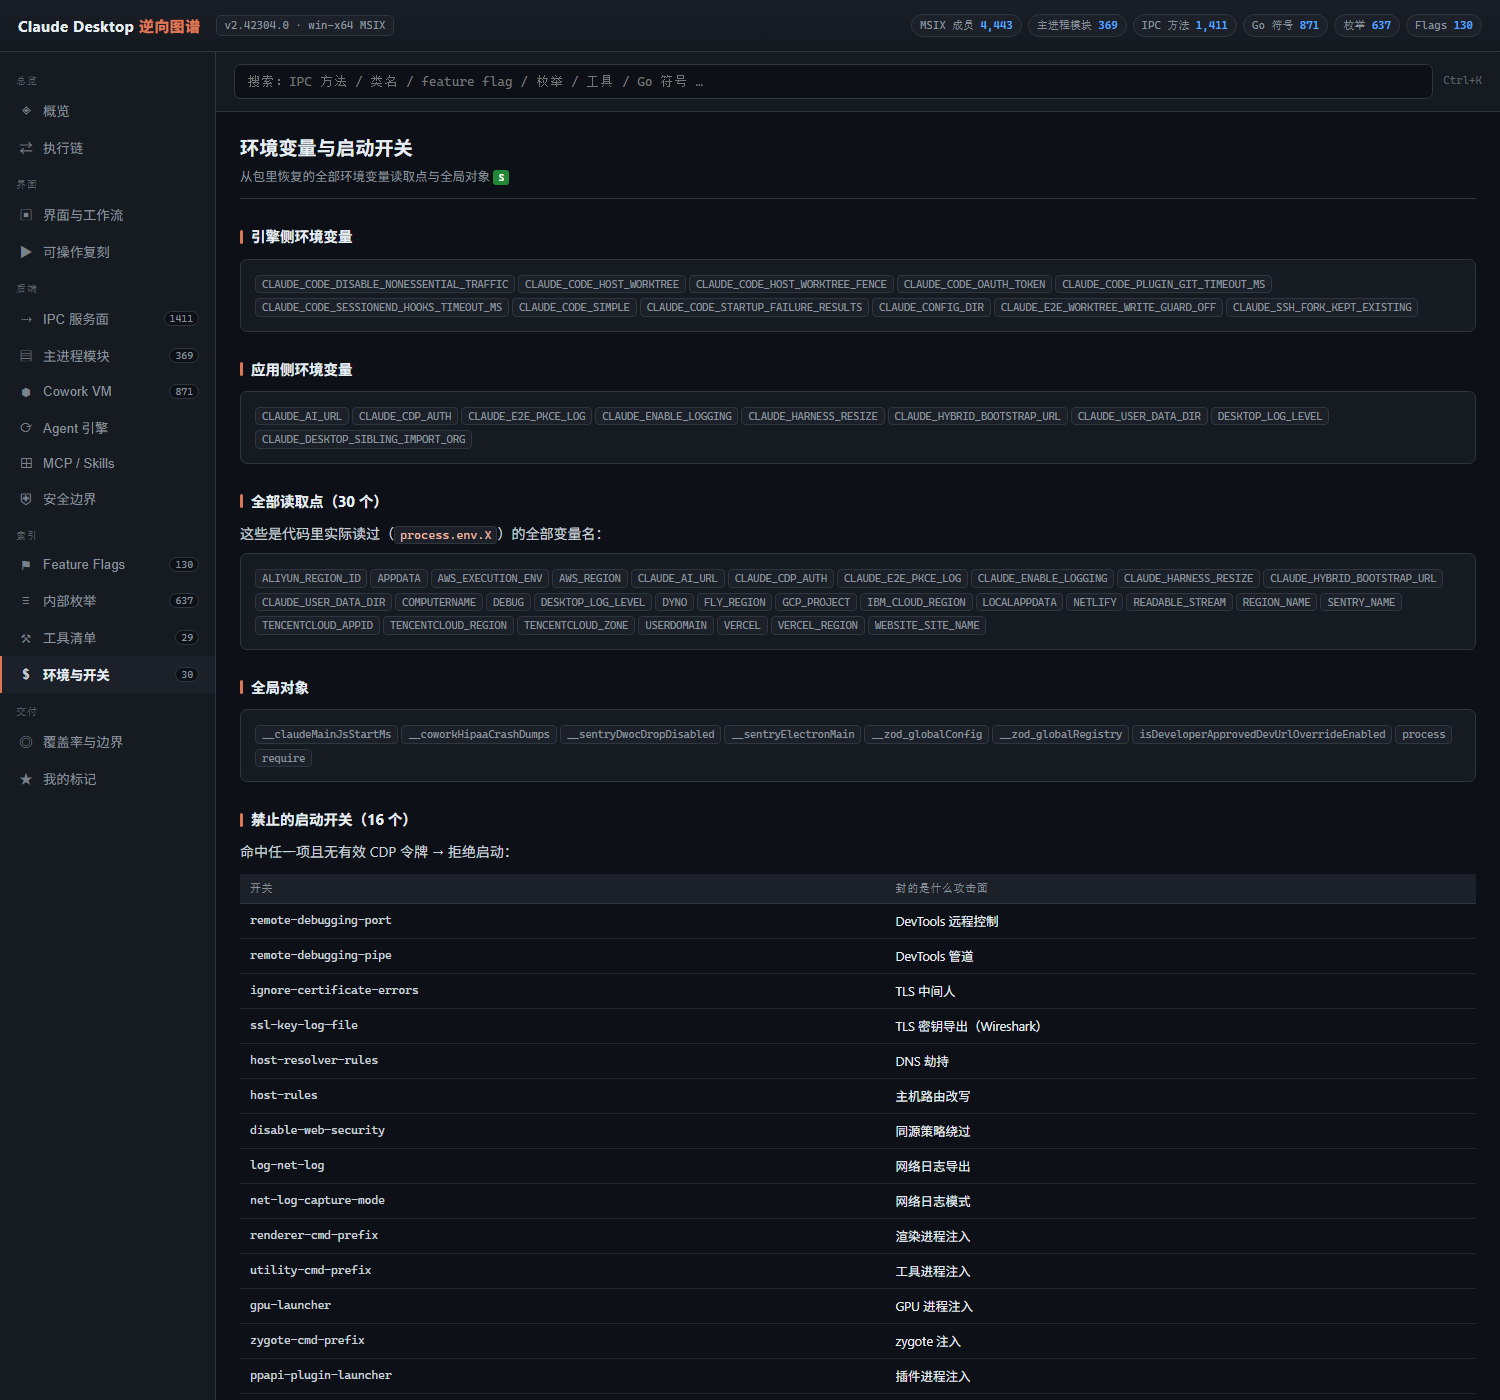 Claude Desktop 逆向图谱
v2.42304.0 · win-x64 MSIX
MSIX 成员 4,443
主进程模块 369
IPC 方法 1,411
Go 符号 871
枚举 637
Flags 130
总览
◈ 概览
⇄ 执行链
界面
▣ 界面与工作流
▶ 可操作复刻
后端
→ IPC 服务面 1411
▤ 主进程模块 369
⬢ Cowork VM 871
⟳ Agent 引擎
⊞ MCP / Skills
⛨ 安全边界
索引
⚑ Feature Flags 130
≡ 内部枚举 637
⚒ 工具清单 29
$ 环境与开关 30
交付
◎ 覆盖率与边界
★ 我的标记
搜索: IPC 方法 / 类名 / feature flag / 枚举 / 工具 / Go 符号 …
Ctrl+K
环境变量与启动开关
从包里恢复的全部环境变量读取点与全局对象 S
引擎侧环境变量
CLAUDE_CODE_DISABLE_NONESSENTIAL_TRAFFIC CLAUDE_CODE_HOST_WORKTREE CLAUDE_CODE_HOST_WORKTREE_FENCE CLAUDE_CODE_OAUTH_TOKEN CLAUDE_CODE_PLUGIN_GIT_TIMEOUT_MS
CLAUDE_CODE_SESSIONEND_HOOKS_TIMEOUT_MS CLAUDE_CODE_SIMPLE CLAUDE_CODE_STARTUP_FAILURE_RESULTS CLAUDE_CONFIG_DIR CLAUDE_E2E_WORKTREE_WRITE_GUARD_OFF CLAUDE_SSH_FORK_KEPT_EXISTING
应用侧环境变量
CLAUDE_AI_URL CLAUDE_CDP_AUTH CLAUDE_E2E_PKCE_LOG CLAUDE_ENABLE_LOGGING CLAUDE_HARNESS_RESIZE CLAUDE_HYBRID_BOOTSTRAP_URL CLAUDE_USER_DATA_DIR DESKTOP_LOG_LEVEL
CLAUDE_DESKTOP_SIBLING_IMPORT_ORG
全部读取点（30 个）
这些是代码里实际读过（process.env.X）的全部变量名：
ALIYUN_REGION_ID APPDATA AWS_EXECUTION_ENV AWS_REGION CLAUDE_AI_URL CLAUDE_CDP_AUTH CLAUDE_E2E_PKCE_LOG CLAUDE_ENABLE_LOGGING CLAUDE_HARNESS_RESIZE CLAUDE_HYBRID_BOOTSTRAP_URL
CLAUDE_USER_DATA_DIR COMPUTERNAME DEBUG DESKTOP_LOG_LEVEL DYNO FLY_REGION GCP_PROJECT IBM_CLOUD_REGION LOCALAPPDATA NETLIFY READABLE_STREAM REGION_NAME SENTRY_NAME
TENCENTCLOUD_APPID TENCENTCLOUD_REGION TENCENTCLOUD_ZONE USERDOMAIN VERCEL VERCEL_REGION WEBSITE_SITE_NAME
全局对象
__claudeMainJsStartMs __coworkHipaaCrashDumps __sentryDwocDropDisabled __sentryElectronMain __zod_globalConfig __zod_globalRegistry isDeveloperApprovedDevUrlOverrideEnabled process
require
禁止的启动开关（16 个）
命中任一项且无有效 CDP 令牌 → 拒绝启动：
开关 封的是什么攻击面
remote-debugging-port DevTools 远程控制
remote-debugging-pipe DevTools 管道
ignore-certificate-errors TLS 中间人
ssl-key-log-file TLS 密钥导出（Wireshark）
host-resolver-rules DNS 劫持
host-rules 主机路由改写
disable-web-security 同源策略绕过
log-net-log 网络日志导出
net-log-capture-mode 网络日志模式
renderer-cmd-prefix 渲染进程注入
utility-cmd-prefix 工具进程注入
gpu-launcher GPU 进程注入
zygote-cmd-prefix zygote 注入
ppapi-plugin-launcher 插件进程注入